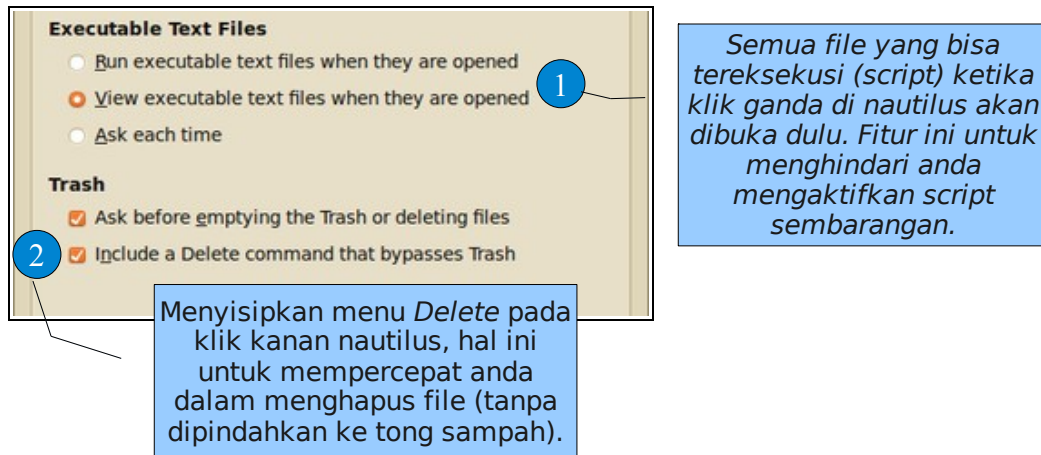 Executable Text Files
Run executable text files when they are opened
View executable text files when they are opened
1
Ask each time
Trash
Ask before emptying the Trash or deleting files
2
Include a Delete command that bypasses Trash
Semua file yang bisa
tereksekusi (script) ketika
klik ganda di nautilus akan
dibuka dulu. Fitur ini untuk
menghindari anda
mengaktifkan script
sembarangan.
Menyisipkan menu Delete pada
klik kanan nautilus, hal ini
untuk mempercepat anda
dalam menghapus file (tanpa
dipindahkan ke tong sampah).